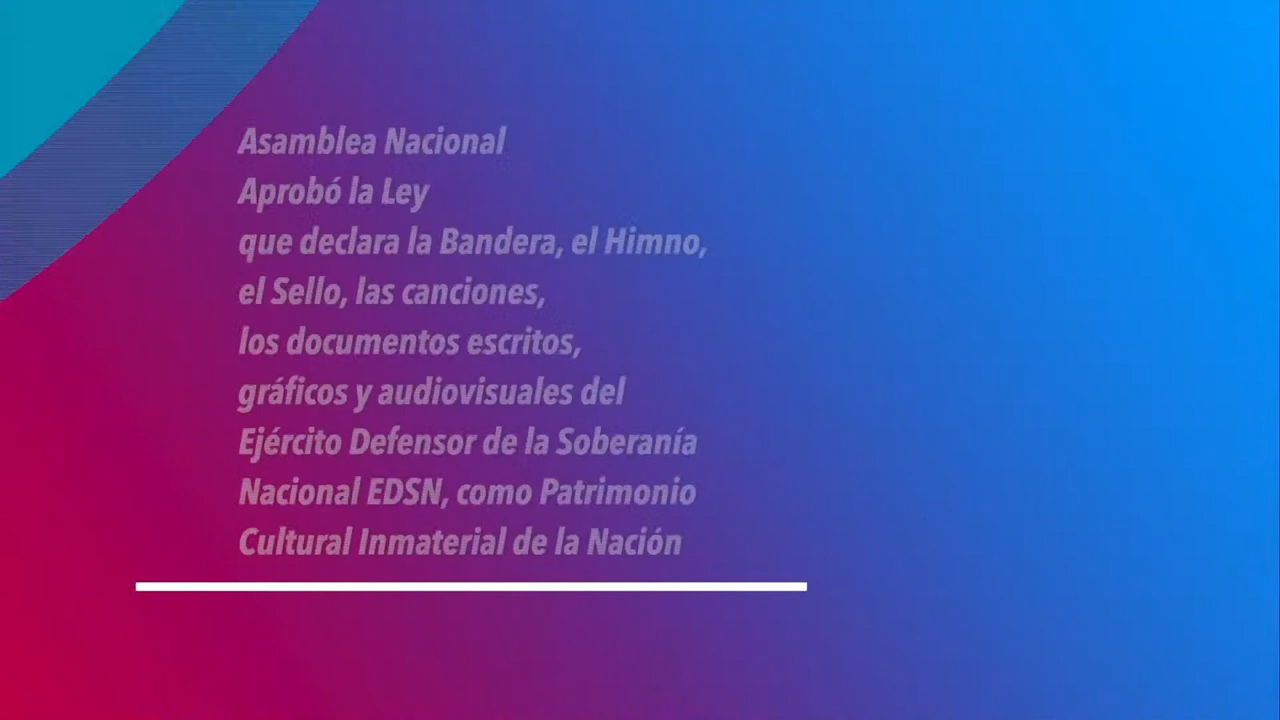 Asamblea Nacional
Aprobó la Ley
que declara la Bandera, el Himno,
el Sello, las canciones,
los documentos escritos,
gráficos y audiovisuales del
Ejército Defensor de la Soberanía
Nacional EDSN, como Patrimonio
Cultural Inmaterial de la Nación